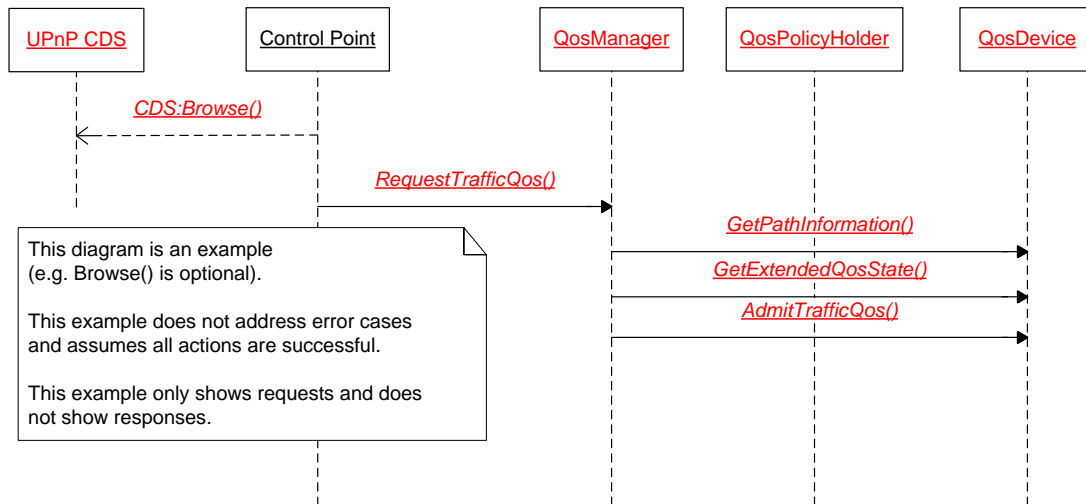 UPnP CDS
Control Point
QosManager
QosPolicyHolder
QosDevice
CDS:Browse()
RequestTrafficQos()
GetPathInformation()
GetExtendedQosState()
AdmitTrafficQos()
This diagram is an example
(e.g. Browse() is optional).
This example does not address error cases
and assumes all actions are successful.
This example only shows requests and does
not show responses.